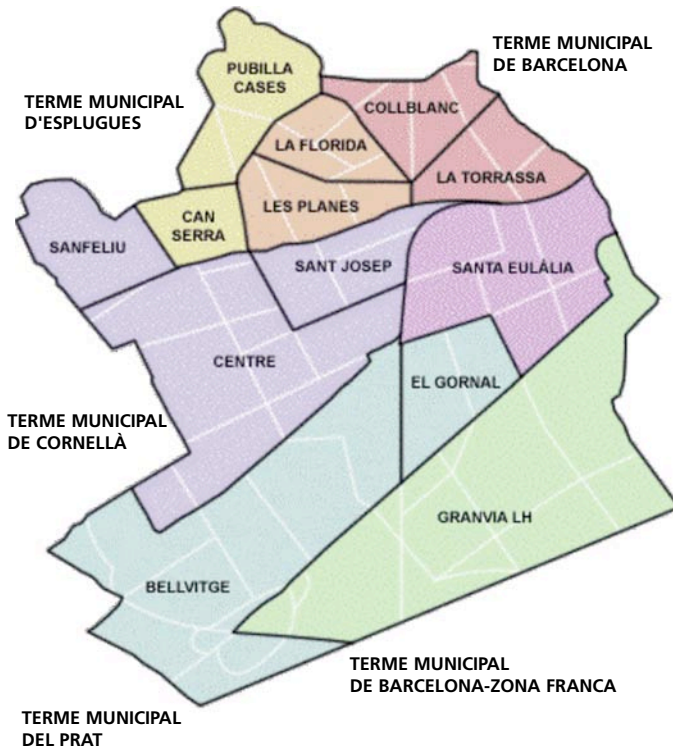 TERME MUNICIPAL
DE BARCELONA
PUBILLA
CASES
TERME MUNICIPAL
D'ESPLUGUES
COLLBLANC
LA FLORIDA
LA TORRASSA
LES PLANES
CAN
SERRA
SANFELIU
SANT JOSEP
SANTA EULÀLIA
CENTRE
EL GORNAL
TERME MUNICIPAL
DE CORNELLÀ
GRANVIA LH
BELLVITGE
TERME MUNICIPAL
DE BARCELONA-ZONA FRANCA
TERME MUNICIPAL
DEL PRAT